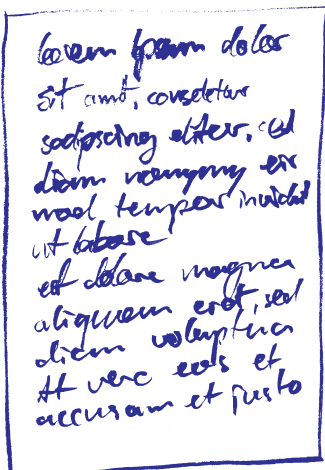 lorem ipsum dolor
sit amet, consetetur
sadipscing elitr, sed
diam nonumy eir
mod tempor invidunt
ut labore
et dolore magna
aliquam erat, sed
diam voluptua
At vero eos et
accusam et justo